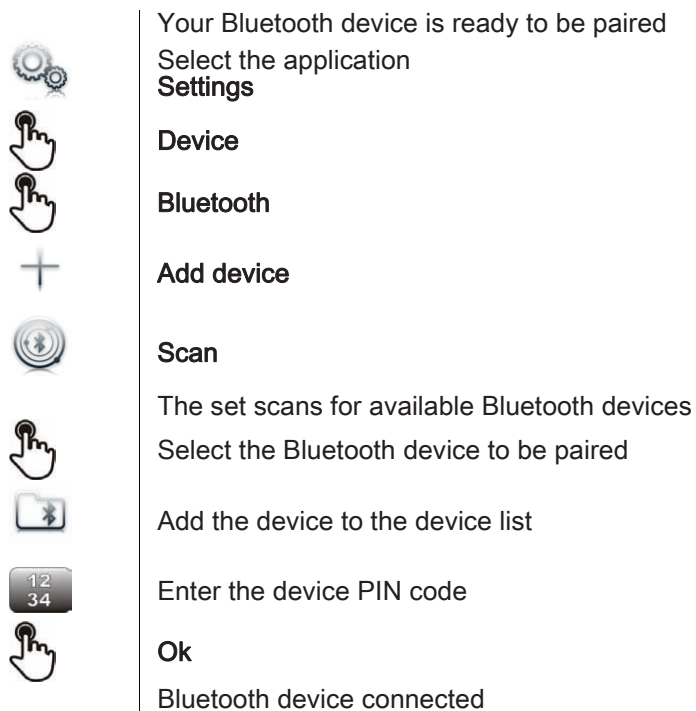 Your Bluetooth device is ready to be paired
Select the application
Settings
Device
Bluetooth
Add device
Scan
The set scans for available Bluetooth devices
Select the Bluetooth device to be paired
Add the device to the device list
12
34
Enter the device PIN code
Ok
Bluetooth device connected